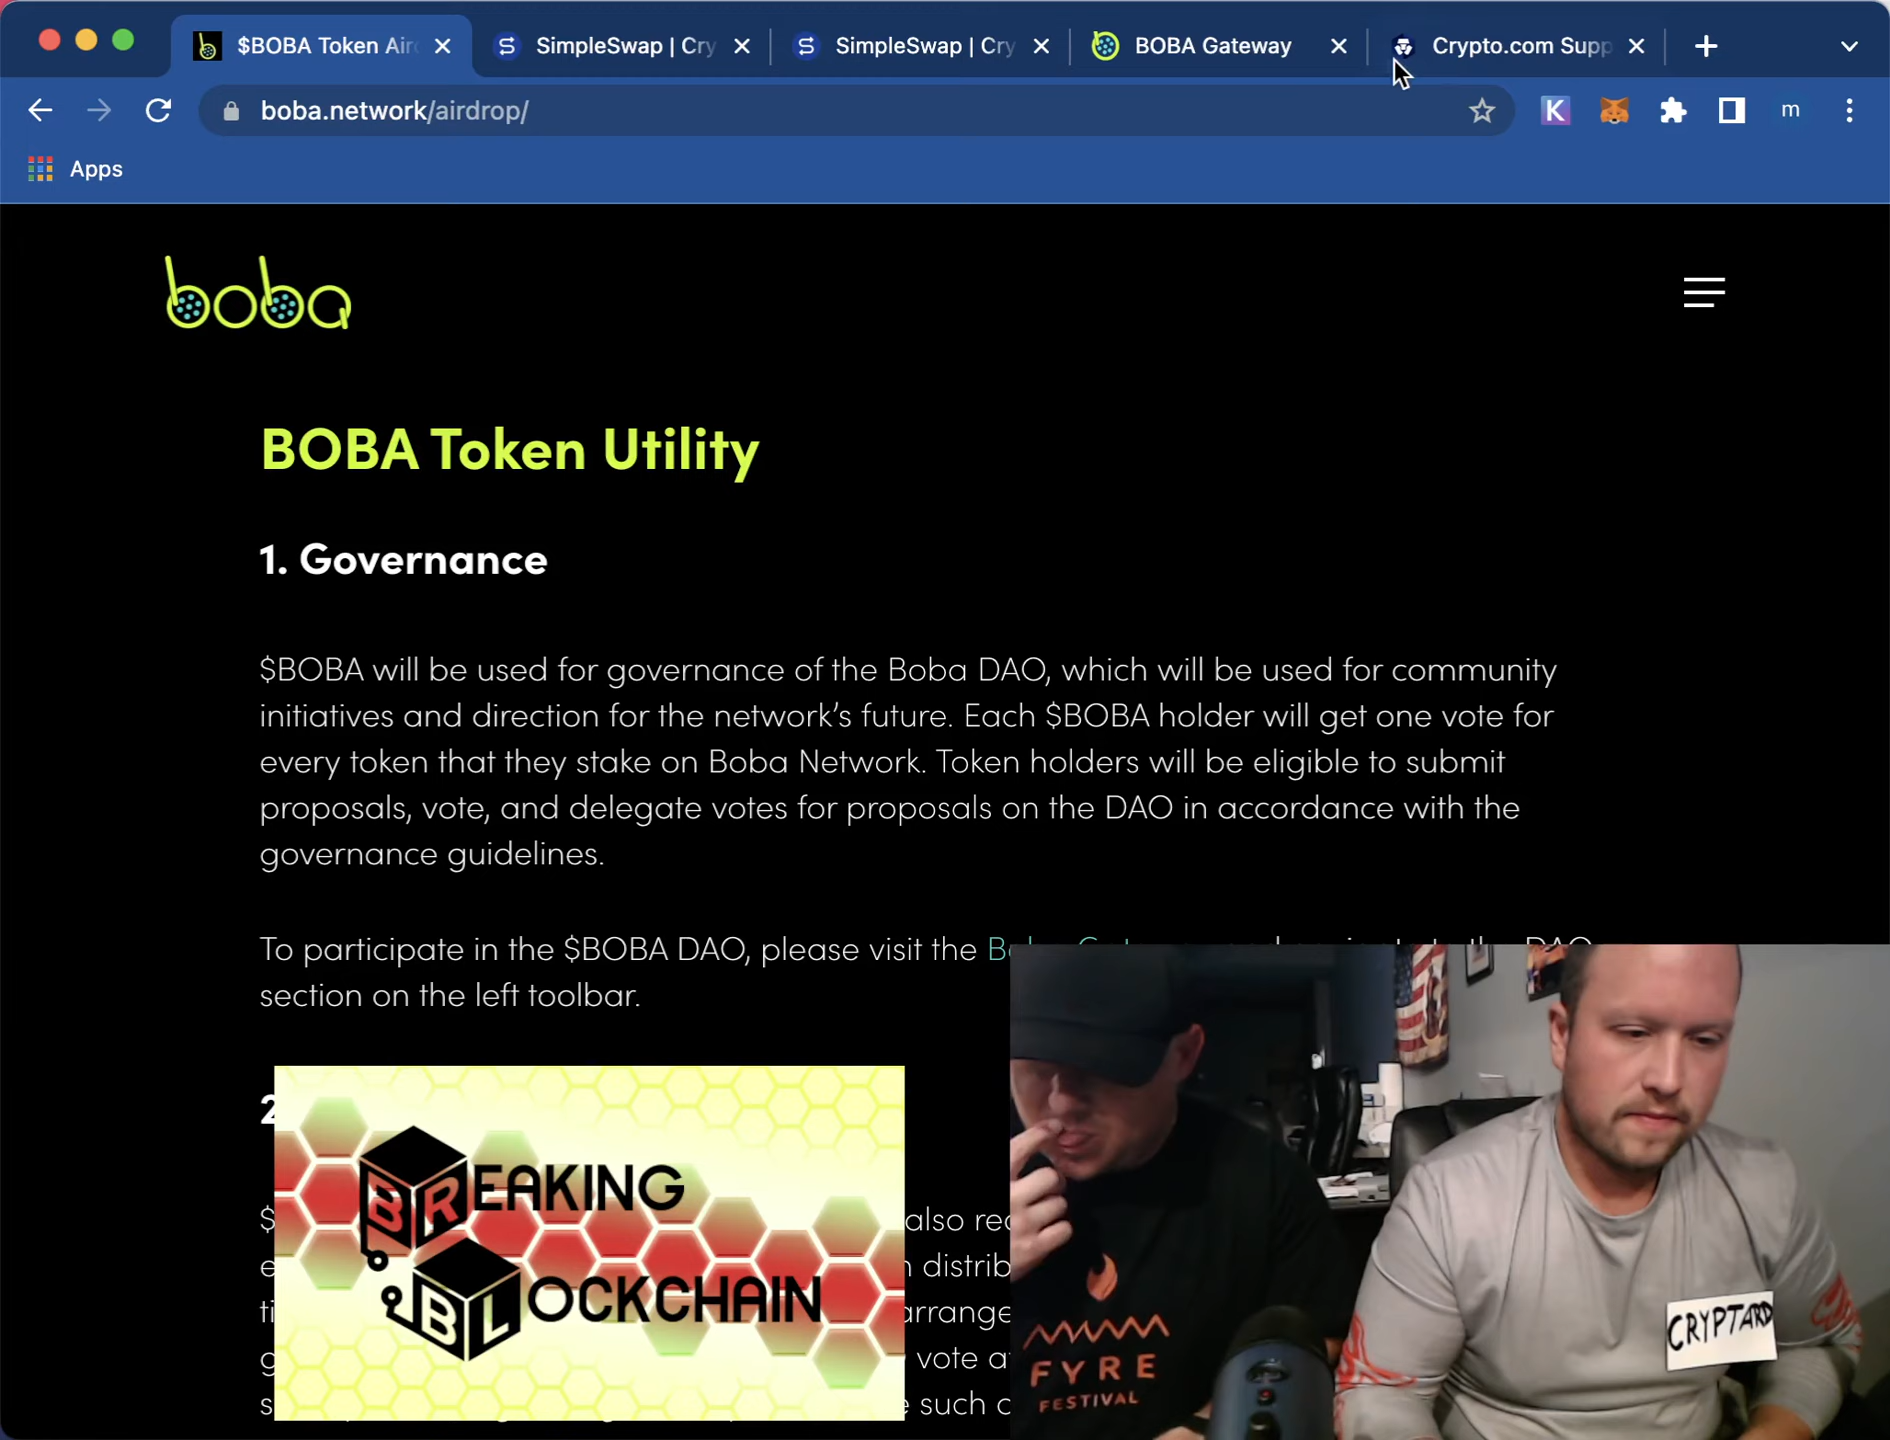 $BOBA Token Air
SimpleSwap | Cry
SimpleSwap | Cry
BOBA Gateway
Crypto.com Supp
boba.network/airdrop/
K
m
Apps
boba
BOBA Token Utility
1. Governance
$BOBA will be used for governance of the Boba DAO, which will be used for community
initiatives and direction for the network’s future. Each $BOBA holder will get one vote for
every token that they stake on Boba Network. Token holders will be eligible to submit
proposals, vote, and delegate votes for proposals on the DAO in accordance with the
governance guidelines.
To participate in the $BOBA DAO, please visit the
section on the left toolbar.
2
also
distrib
arrange
vote
such
BREAKING
BLOCKCHAIN
FYRE
FESTIVAL
CRYPTARD